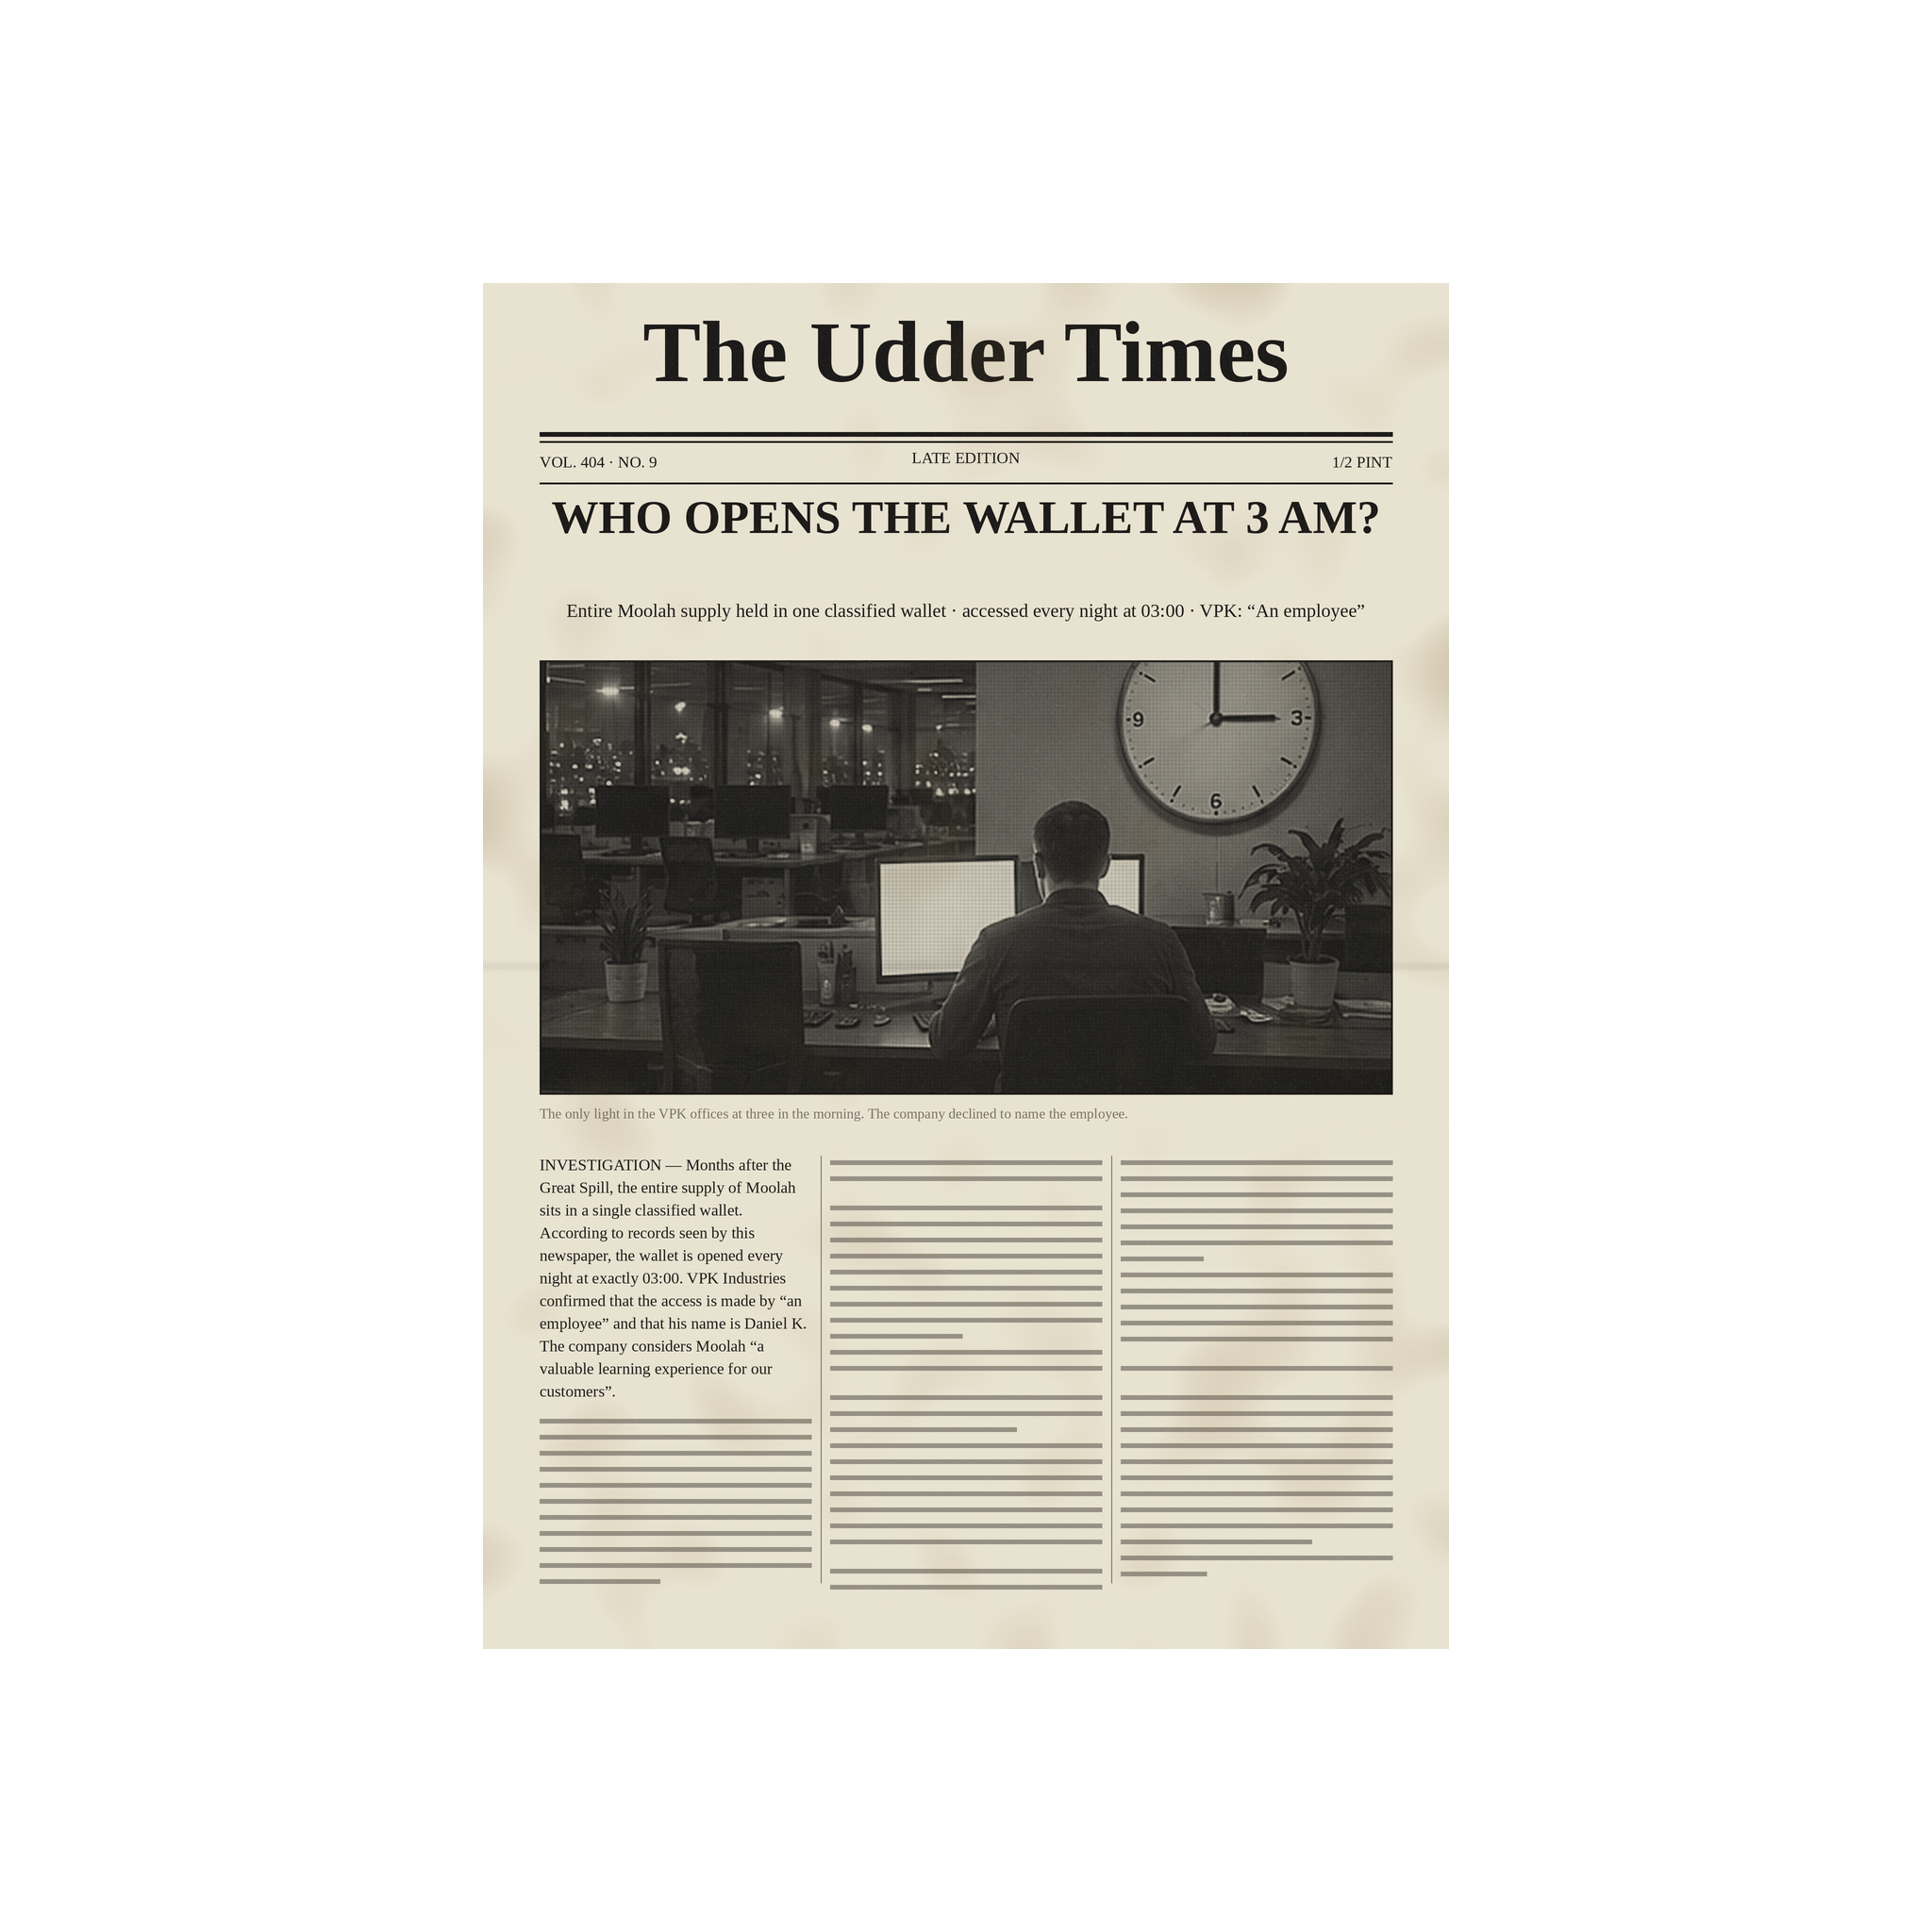 The Udder Times
VOL. 404 · NO. 9
LATE EDITION
1/2 PINT
WHO OPENS THE WALLET AT 3 AM?
Entire Moolah supply held in one classified wallet · accessed every night at 03:00 · VPK: “An employee”
9
3
6
The only light in the VPK offices at three in the morning. The company declined to name the employee.
INVESTIGATION — Months after the
Great Spill, the entire supply of Moolah
sits in a single classified wallet.
According to records seen by this
newspaper, the wallet is opened every
night at exactly 03:00. VPK Industries
confirmed that the access is made by “an
employee” and that his name is Daniel K.
The company considers Moolah “a
valuable learning experience for our
customers”.